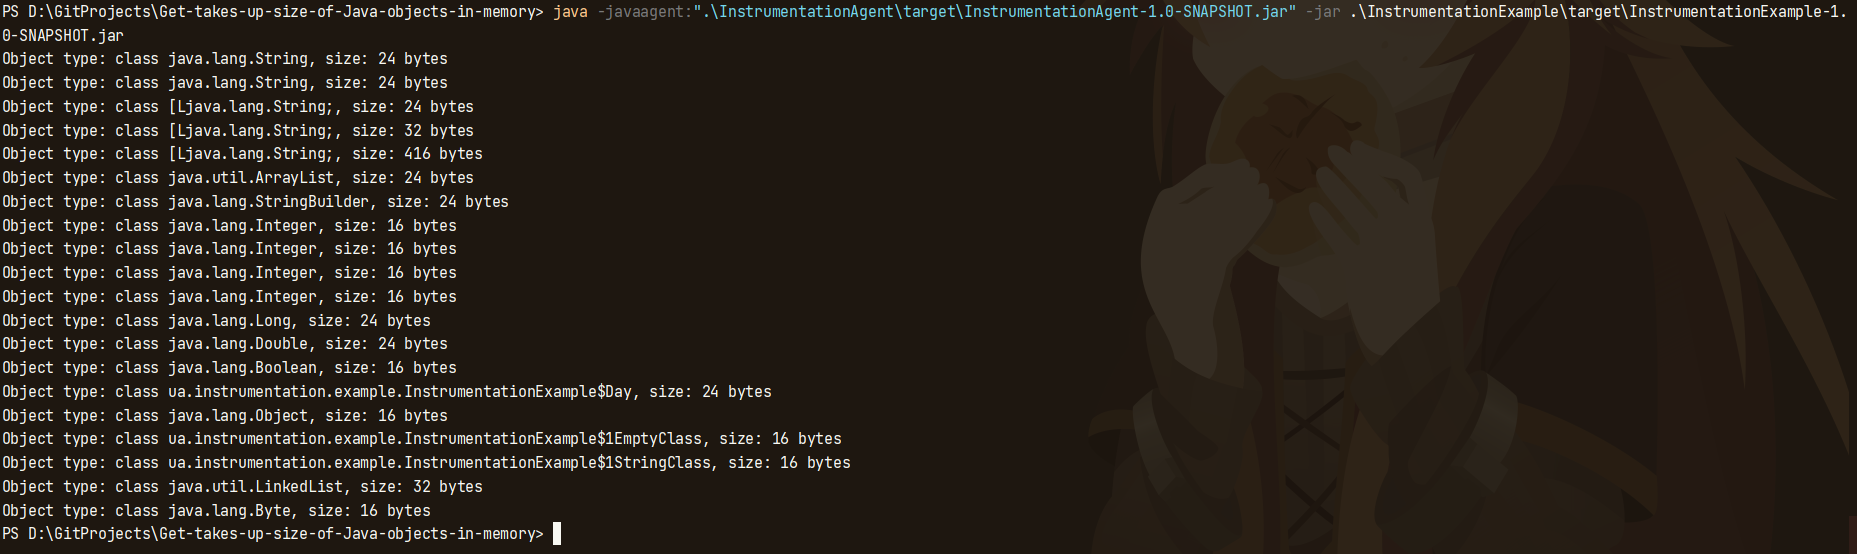 PS D:\GitProjects\Get-takes-up-size-of-Java-objects-in-memory> java -javaagent:".\InstrumentationAgent\target\InstrumentationAgent-1.0-SNAPSHOT.jar" -jar .\InstrumentationExample\target\InstrumentationExample-1.
0-SNAPSHOT.jar
Object type: class java.lang.String, size: 24 bytes
Object type: class java.lang.String, size: 24 bytes
Object type: class [Ljava.lang.String;, size: 24 bytes
Object type: class [Ljava.lang.String;, size: 32 bytes
Object type: class [Ljava.lang.String;, size: 416 bytes
Object type: class java.util.ArrayList, size: 24 bytes
Object type: class java.lang.StringBuilder, size: 24 bytes
Object type: class java.lang.Integer, size: 16 bytes
Object type: class java.lang.Integer, size: 16 bytes
Object type: class java.lang.Integer, size: 16 bytes
Object type: class java.lang.Integer, size: 16 bytes
Object type: class java.lang.Long, size: 24 bytes
Object type: class java.lang.Double, size: 24 bytes
Object type: class java.lang.Boolean, size: 16 bytes
Object type: class ua.instrumentation.example.InstrumentationExample$Day, size: 24 bytes
Object type: class java.lang.Object, size: 16 bytes
Object type: class ua.instrumentation.example.InstrumentationExample$1EmptyClass, size: 16 bytes
Object type: class ua.instrumentation.example.InstrumentationExample$1StringClass, size: 16 bytes
Object type: class java.util.LinkedList, size: 32 bytes
Object type: class java.lang.Byte, size: 16 bytes
PS D:\GitProjects\Get-takes-up-size-of-Java-objects-in-memory>